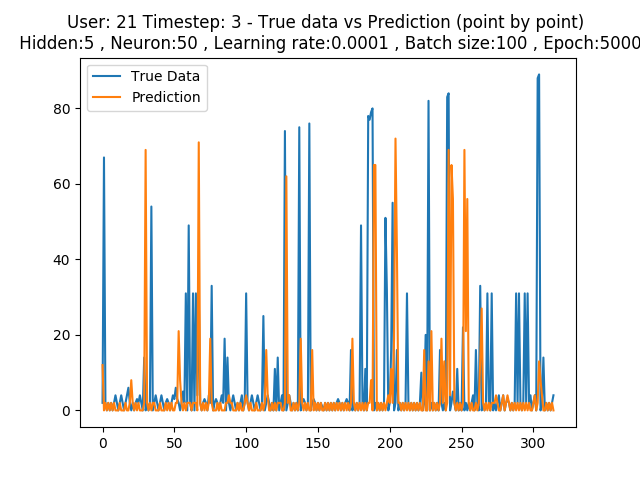 User: 21 Timestep: 3 - True data vs Prediction (point by point)
Hidden:5 , Neuron:50 , Learning rate:0.0001 , Batch size:100 , Epoch:5000
True Data
Prediction
80
60
40
20
0
0 50 100 150 200 250 300